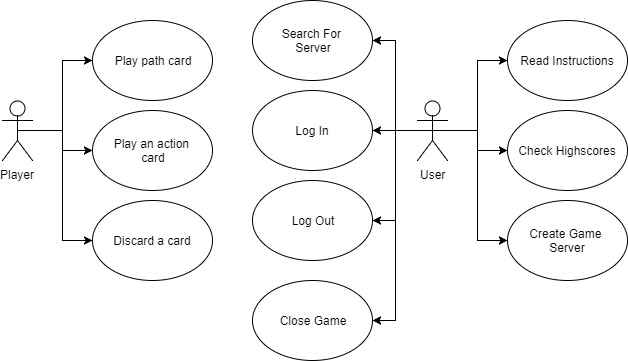 Play path card
Play an action
card
Discard a card
Player
Search For
Server
Log In
Log Out
Close Game
User
Read Instructions
Check Highscores
Create Game
Server